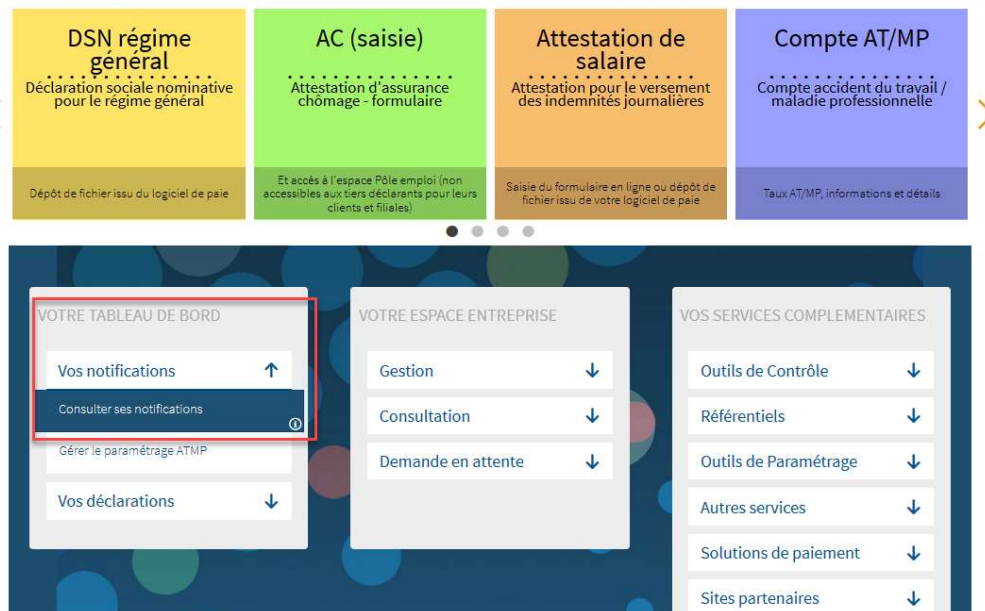 DSN régime
général
Déclaration sociale nominative
pour le régime général
Dépôt de fichier issu du logiciel de paie
AC (saisie)
Attestation d'assurance
chômage - formulaire
Et accès à l'espace Pôle emploi (non
accessibles aux tiers déclarants pour leurs
clients et filiales)
Attestation de
salaire
Attestation pour le versement
des indemnités journalières
Saisie du formulaire en ligne ou dépôt de
fichier issu de votre logiciel de paie
Compte AT/MP
Compte accident du travail /
maladie professionnelle
Taux AT/MP, informations et détails
VOTRE TABLEAU DE BORD
Vos notifications
Consulter ses notifications
Gérer le paramétrage ATMP
Vos déclarations
VOTRE ESPACE ENTREPRISE
Gestion
Consultation
Demande en attente
VOS SERVICES COMPLEMENTAIRES
Outils de Contrôle
Référentiels
Outils de Paramétrage
Autres services
Solutions de paiement
Sites partenaires